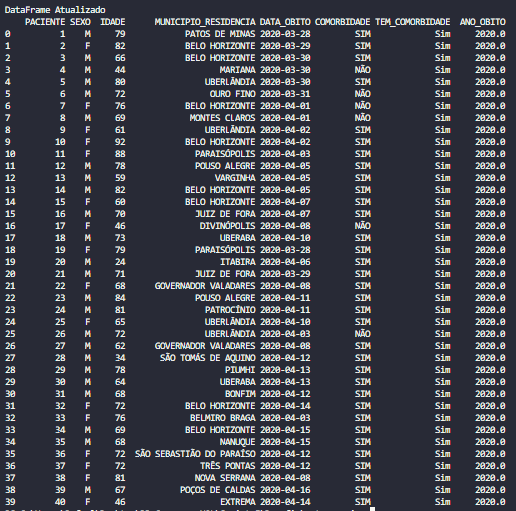 DataFrame Atualizado
PACIENTE SEXO IDADE MUNICIPIO_RESIDENCIA DATA_OBITO COMORBIDADE TEM_COMORBIDADE ANO_OBITO
0 1 M 79 PATOS DE MINAS 2020-03-28 SIM Sim 2020.0
1 2 F 82 BELO HORIZONTE 2020-03-29 SIM Sim 2020.0
2 3 M 66 BELO HORIZONTE 2020-03-30 SIM Sim 2020.0
3 4 M 44 MARIANA 2020-03-30 NÃO Sim 2020.0
4 5 M 80 UBERLÂNDIA 2020-03-30 SIM Sim 2020.0
5 6 M 72 OURO FINO 2020-03-31 NÃO Sim 2020.0
6 7 F 76 BELO HORIZONTE 2020-04-01 NÃO Sim 2020.0
7 8 M 69 MONTES CLAROS 2020-04-01 NÃO Sim 2020.0
8 9 F 61 UBERLÂNDIA 2020-04-02 SIM Sim 2020.0
9 10 F 92 BELO HORIZONTE 2020-04-02 SIM Sim 2020.0
10 11 F 88 PARAISÓPOLIS 2020-04-03 SIM Sim 2020.0
11 12 M 78 POUSO ALEGRE 2020-04-05 SIM Sim 2020.0
12 13 M 59 VARGINHA 2020-04-05 SIM Sim 2020.0
13 14 M 82 BELO HORIZONTE 2020-04-05 SIM Sim 2020.0
14 15 F 60 BELO HORIZONTE 2020-04-07 SIM Sim 2020.0
15 16 M 70 JUIZ DE FORA 2020-04-07 SIM Sim 2020.0
16 17 F 46 DIVINÓPOLIS 2020-04-08 NÃO Sim 2020.0
17 18 M 73 UBERABA 2020-04-10 SIM Sim 2020.0
18 19 F 79 PARAISÓPOLIS 2020-03-28 SIM Sim 2020.0
19 20 M 24 ITABIRA 2020-04-06 SIM Sim 2020.0
20 21 M 71 JUIZ DE FORA 2020-03-29 SIM Sim 2020.0
21 22 F 68 GOVERNADOR VALADARES 2020-04-08 SIM Sim 2020.0
22 23 M 84 POUSO ALEGRE 2020-04-11 SIM Sim 2020.0
23 24 M 81 PATROCÍNIO 2020-04-11 SIM Sim 2020.0
24 25 F 65 UBERLÂNDIA 2020-04-10 SIM Sim 2020.0
25 26 M 72 UBERLÂNDIA 2020-04-03 NÃO Sim 2020.0
26 27 M 62 GOVERNADOR VALADARES 2020-04-08 SIM Sim 2020.0
27 28 M 34 SÃO TOMÁS DE AQUINO 2020-04-12 SIM Sim 2020.0
28 29 M 78 PIUMHI 2020-04-13 SIM Sim 2020.0
29 30 M 64 UBERABA 2020-04-13 SIM Sim 2020.0
30 31 M 68 BONFIM 2020-04-12 SIM Sim 2020.0
31 32 F 72 BELO HORIZONTE 2020-04-14 SIM Sim 2020.0
32 33 F 76 BELMIRO BRAGA 2020-04-03 SIM Sim 2020.0
33 34 M 69 BELO HORIZONTE 2020-04-15 SIM Sim 2020.0
34 35 M 68 NANUQUE 2020-04-15 SIM Sim 2020.0
35 36 F 72 SÃO SEBASTIÃO DO PARAÍSO 2020-04-12 SIM Sim 2020.0
36 37 F 72 TRÊS PONTAS 2020-04-12 SIM Sim 2020.0
37 38 F 81 NOVA SERRANA 2020-04-08 SIM Sim 2020.0
38 39 M 67 POÇOS DE CALDAS 2020-04-16 SIM Sim 2020.0
39 40 F 46 EXTREMA 2020-04-14 SIM Sim 2020.0